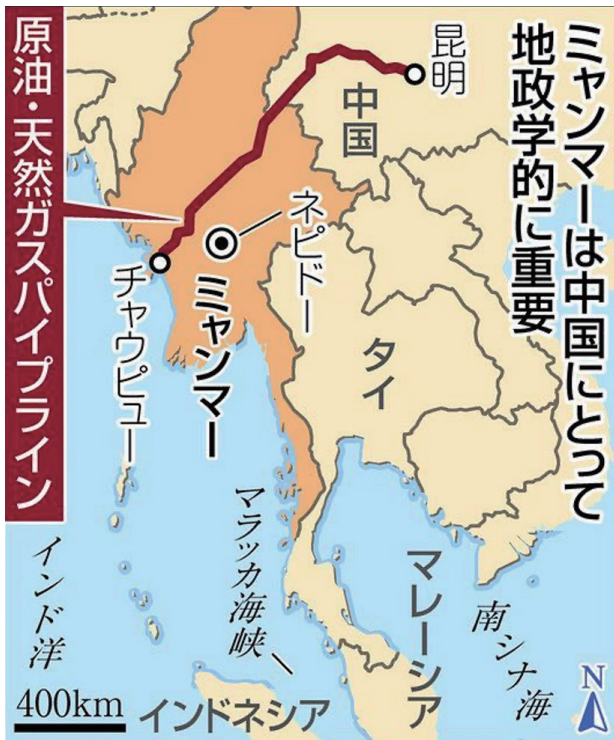 ミャンマーは中国にとって
地政学的に重要
昆明
中国
原油・天然ガスパイプライン
ネピドー
ミャンマー
チャウピュー
タイ
マラッカ海峡
マレーシア
南シナ海
インド洋
インドネシア
400km
N